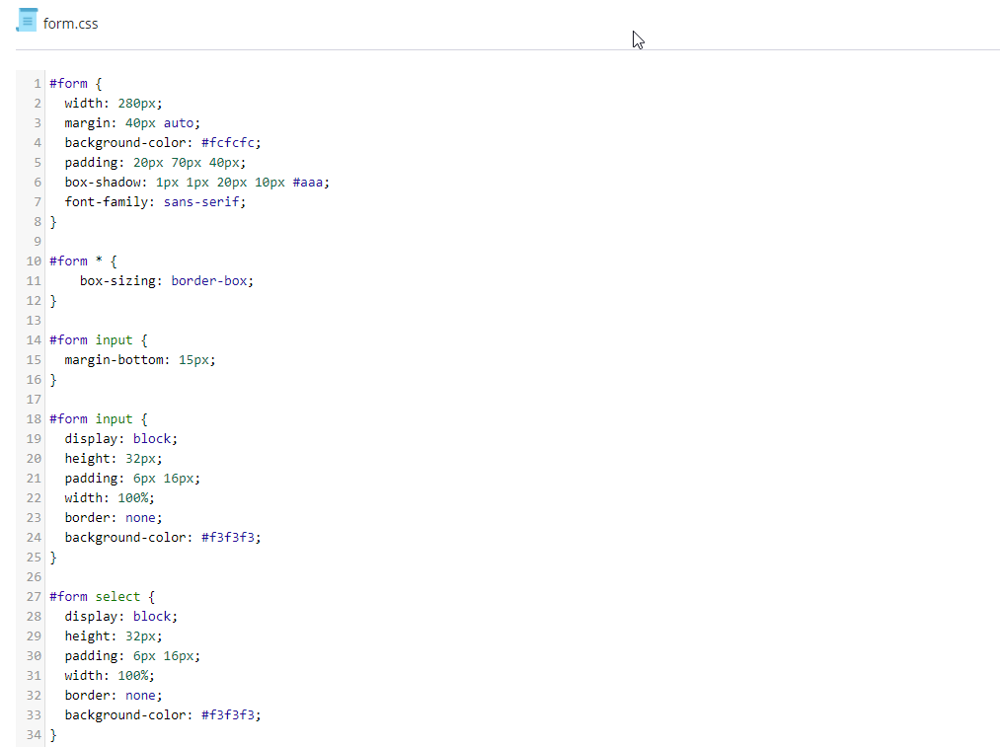 form.css
1 #form {
2   width: 280px;
3   margin: 40px auto;
4   background-color: #fcfcfc;
5   padding: 20px 70px 40px;
6   box-shadow: 1px 1px 20px 10px #aaa;
7   font-family: sans-serif;
8 }
9
10 #form * {
11     box-sizing: border-box;
12 }
13
14 #form input {
15   margin-bottom: 15px;
16 }
17
18 #form input {
19   display: block;
20   height: 32px;
21   padding: 6px 16px;
22   width: 100%;
23   border: none;
24   background-color: #f3f3f3;
25 }
26
27 #form select {
28   display: block;
29   height: 32px;
30   padding: 6px 16px;
31   width: 100%;
32   border: none;
33   background-color: #f3f3f3;
34 }